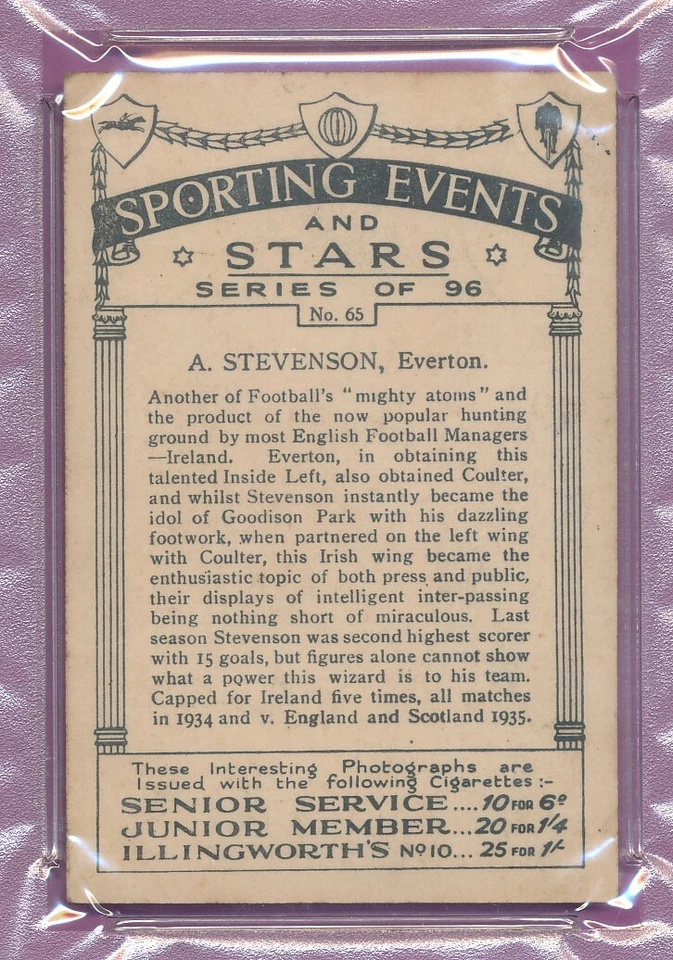 SPORTING EVENTS
AND
STARS
SERIES OF 96
No. 65
A. STEVENSON, Everton.
Another of Football's "mighty atoms" and
the product of the now popular hunting
ground by most English Football Managers
—Ireland. Everton, in obtaining this
talented Inside Left, also obtained Coulter,
and whilst Stevenson instantly became the
idol of Goodison Park with his dazzling
footwork, when partnered on the left wing
with Coulter, this Irish wing became the
enthusiastic topic of both press and public,
their displays of intelligent inter-passing
being nothing short of miraculous. Last
season Stevenson was second highest scorer
with 15 goals, but figures alone cannot show
what a power this wizard is to his team.
Capped for Ireland five times, all matches
in 1934 and v. England and Scotland 1935.
These Interesting Photographs are
Issued with the following Cigarettes:-
SENIOR SERVICE....10 FOR 6D
JUNIOR MEMBER...20 FOR 1/4
ILLINGWORTH'S No 10... 25 FOR 1/-